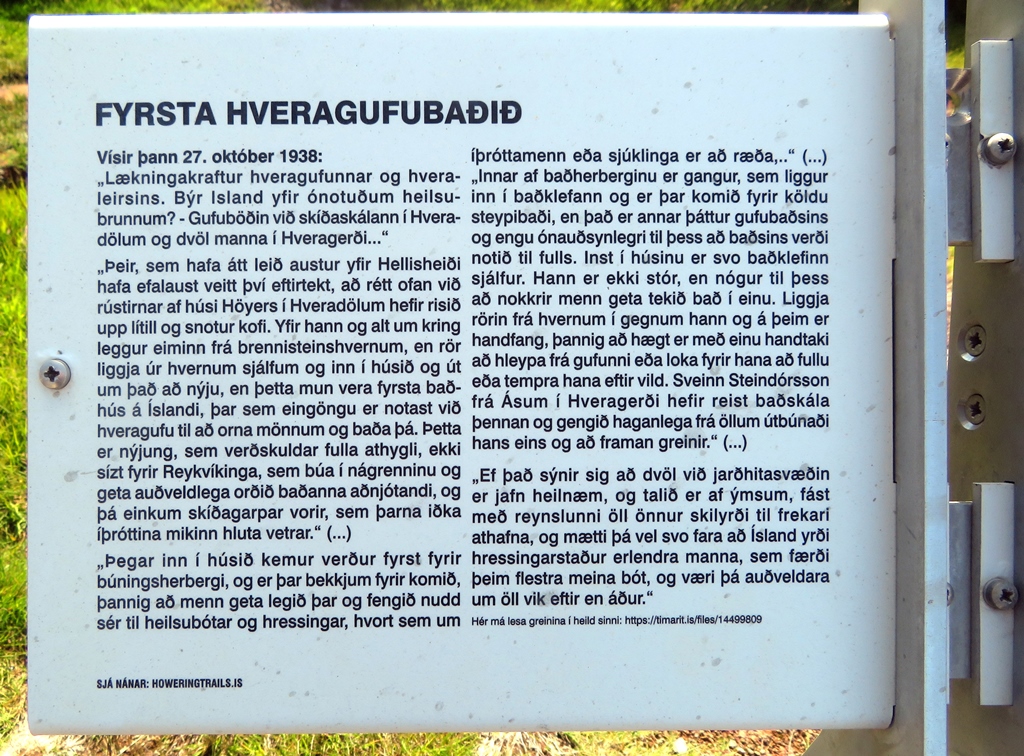 FYRSTA HVERAGUFUBAÐIÐ
Vísir þann 27. október 1938:
„Lækningakraftur hveragufunnar og hvera-
leirsins. Býr Island yfir ónotuðum heilsu-
brunnum? - Gufuböðin við skíðaskálann í Hvera-
dölum og dvöl manna í Hveragerði...“
„Þeir, sem hafa átt leið austur yfir Hellisheiði
hafa efalaust veitt því eftirtekt, að rétt ofan við
rústirnar af húsi Höyers í Hveradölum hefir risið
upp lítill og snotur kofi. Yfir hann og alt um kring
leggur eiminn frá brennisteinshvernum, en rör
liggja úr hvernum sjálfum og inn í húsið og út
um það að nýju, en þetta mun vera fyrsta bað-
hús á Íslandi, þar sem eingöngu er notast við
hveragufu til að orna mönnum og baða þá. Þetta
er nýjung, sem verðskuldar fulla athygli, ekki
sízt fyrir Reykvíkinga, sem búa í nágrenninu og
geta auðveldlega orðið baðanna aðnjótandi, og
þá einkum skíðagarpar vorir, sem þarna iðka
íþróttina mikinn hluta vetrar.“ (...)
„Þegar inn í húsið kemur verður fyrst fyrir
búningsherbergi, og er þar bekkjum fyrir komið,
þannig að menn geta legið þar og fengið nudd
sér til heilsubótar og hressingar, hvort sem um
íþróttamenn eða sjúklinga er að ræða,..“ (...)
„Innar af baðherberginu er gangur, sem liggur
inn í baðklefann og er þar komið fyrir köldu
steypibaði, en það er annar þáttur gufubaðsins
og engu ónauðsynlegri til þess að baðsins verði
notið til fulls. Inst í húsinu er svo baðklefinn
sjálfur. Hann er ekki stór, en nógur til þess
að nokkrir menn geta tekið bað í einu. Liggja
rörin frá hvernum í gegnum hann og á þeim er
handfang, þannig að hægt er með einu handtaki
að hleypa frá gufunni eða loka fyrir hana að fullu
eða tempra hana eftir vild. Sveinn Steindórsson
frá Ásum í Hveragerði hefir reist baðskála
þennan og gengið haganlega frá öllum útbúnaði
hans eins og að framan greinir.“ (...)
„Ef það sýnir sig að dvöl við jarðhitasvæðin
er jafn heilnæm, og talið er af ýmsum, fást
með reynslunni öll önnur skilyrði til frekari
athafna, og mætti þá vel svo fara að Ísland yrði
hressingarstaður erlendra manna, sem færði
þeim flestra meina bót, og væri þá auðveldara
um öll vik eftir en áður.“
Hér má lesa greinina í heild sinni: https://timarit.is/files/14499809
SJÁ NÁNAR: HOWERINGTRAILS.IS